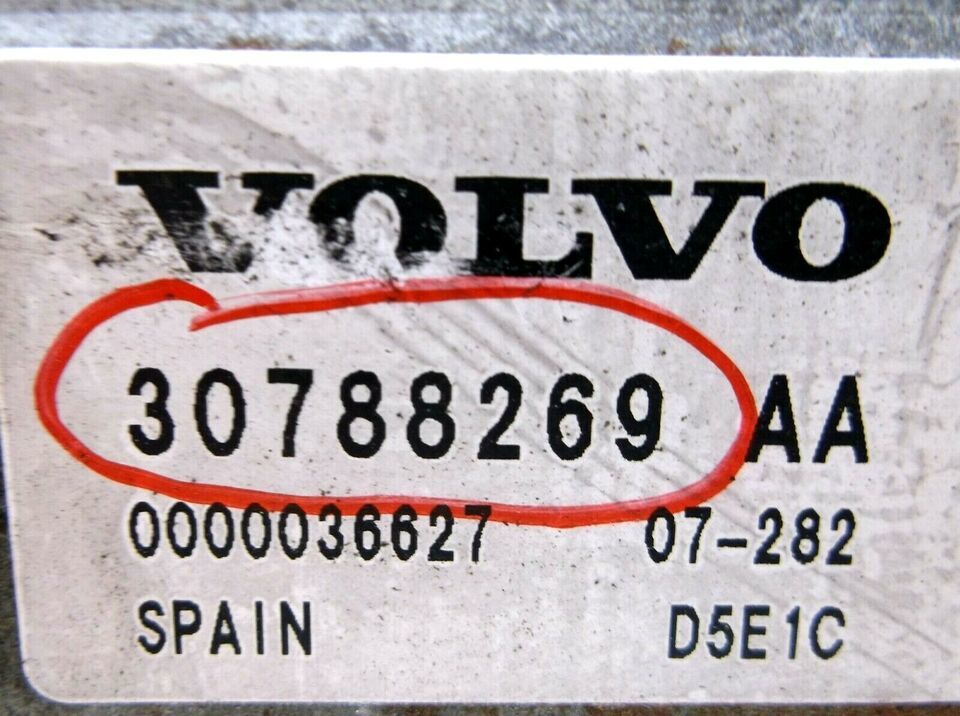 VOLVO
30788269 AA
0000036627 07-282
SPAIN D5E1C